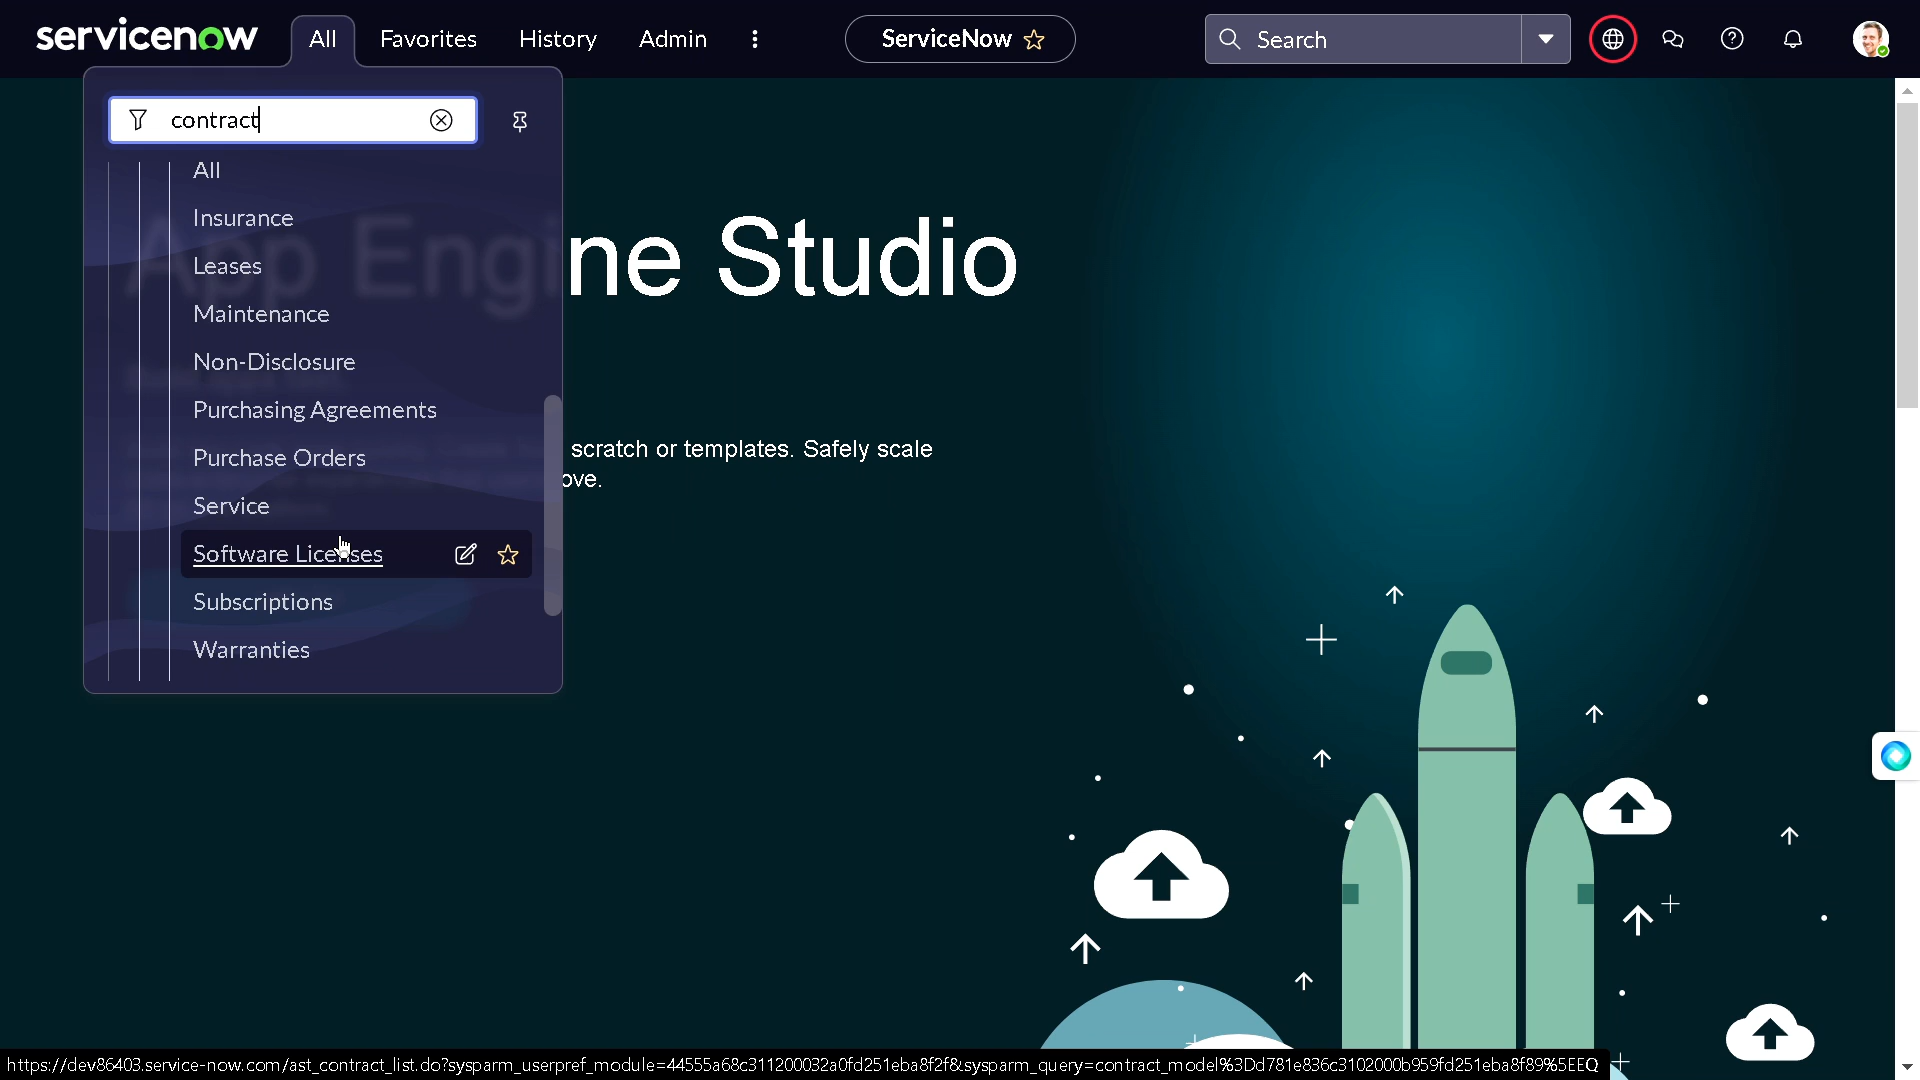 servicenow
All
Favorites
History
Admin
ServiceNow
Search
contract
All
Insurance
Leases
Maintenance
Non-Disclosure
Purchasing Agreements
Purchase Orders
Service
Software Licenses
Subscriptions
Warranties
App Engine Studio
scratch or templates. Safely scale
ove.
https://dev86403.service-now.com/ast_contract_list.do?sysparm_userpref_module=44555a68c311200032a0fd251eba8f2f&sysparm_query=contract_model%3Dd781e836c3102000b959fd251eba8f89%5EEQ